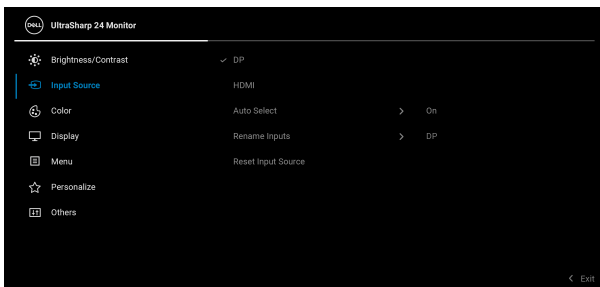 DELL UltraSharp 24 Monitor
Brightness/Contrast DP
Input Source HDMI
Color Auto Select On
Display Rename Inputs DP
Menu Reset Input Source
Personalize
Others
Exit